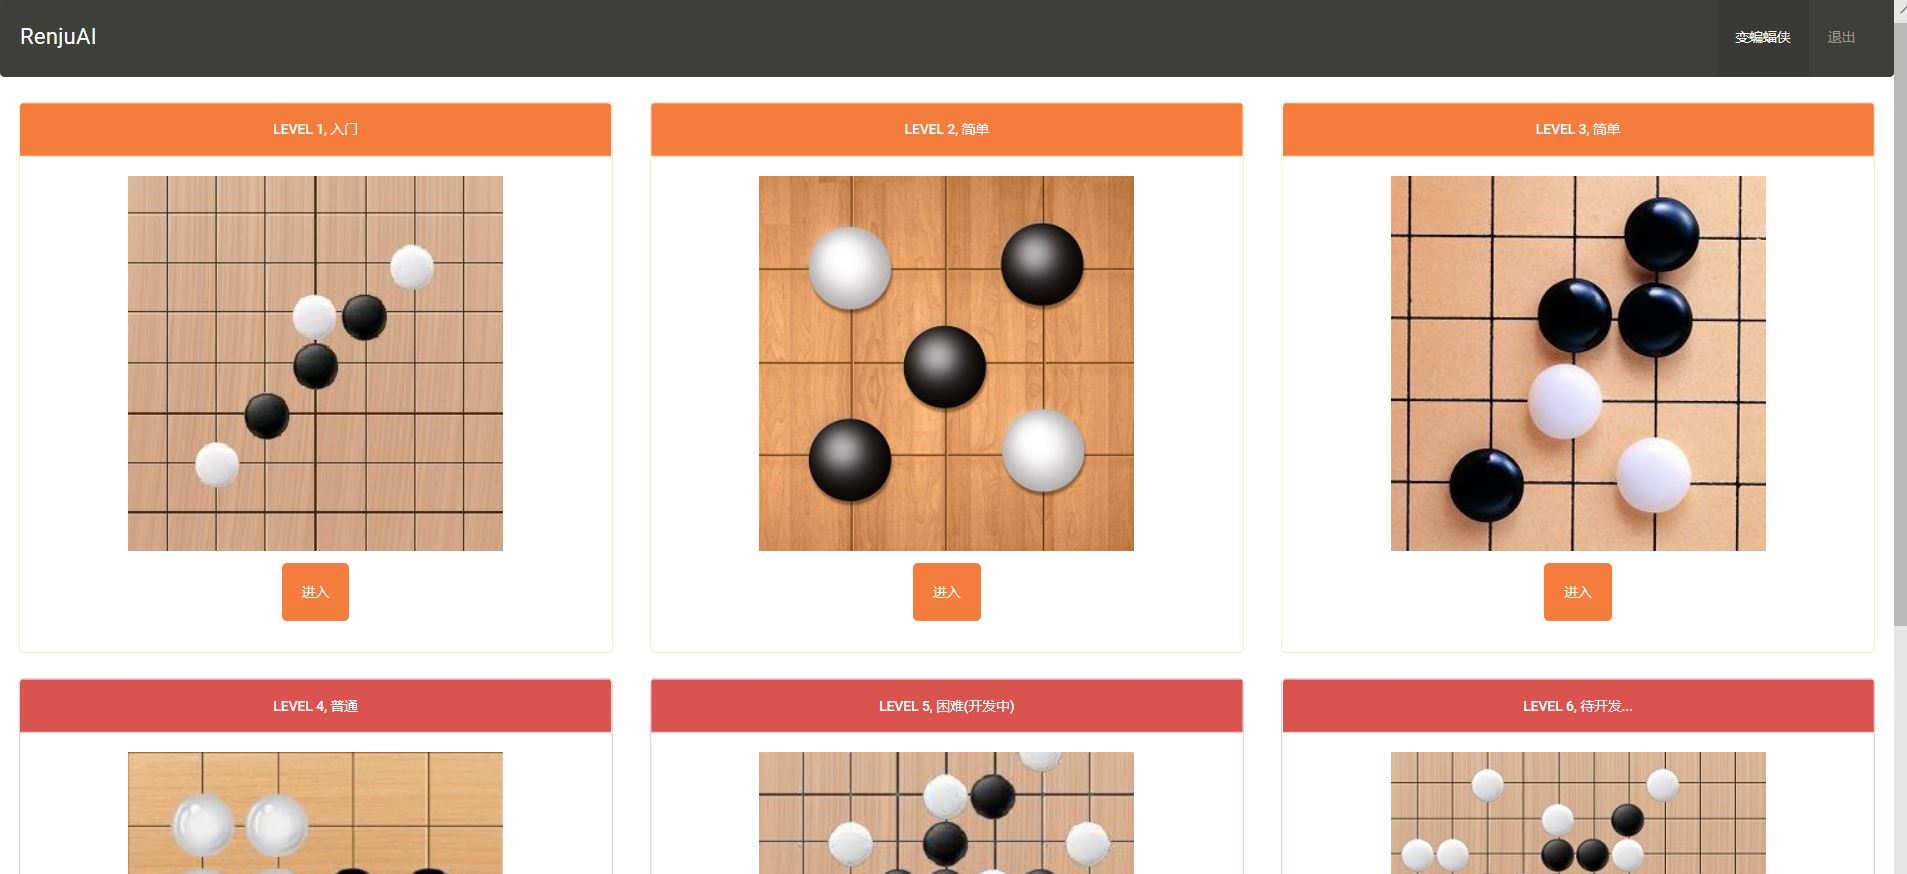 RenjuAI
变蝙蝠侠 退出
LEVEL 1, 入门
LEVEL 2, 简单
LEVEL 3, 简单
进入
进入
进入
LEVEL 4, 普通
LEVEL 5, 困难(开发中)
LEVEL 6, 待开发...